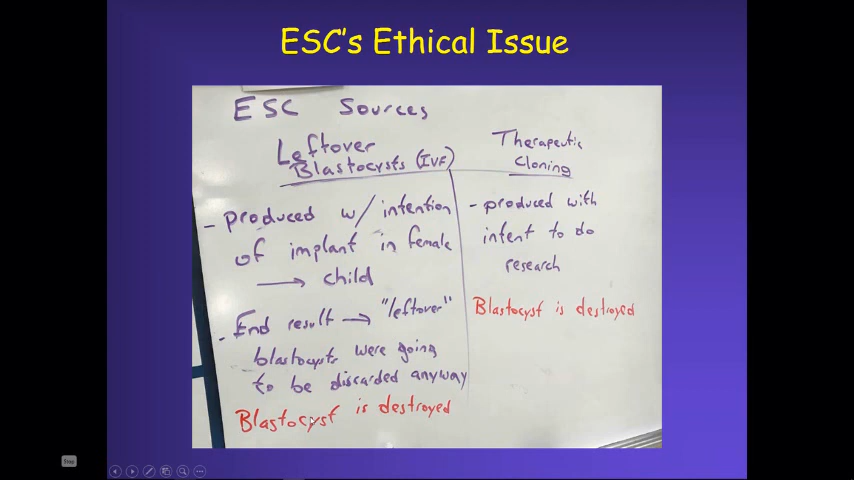 ESC's Ethical Issue
ESC Sources
Leftover
Blastocysts (IVF)
- produced w/ intention
of implant in female
→ child
- End result → "leftover"
blastocysts were going
to be discarded anyway
Blastocyst is destroyed
Therapeutic
Cloning
- produced with
intent to do
research
Blastocyst is destroyed